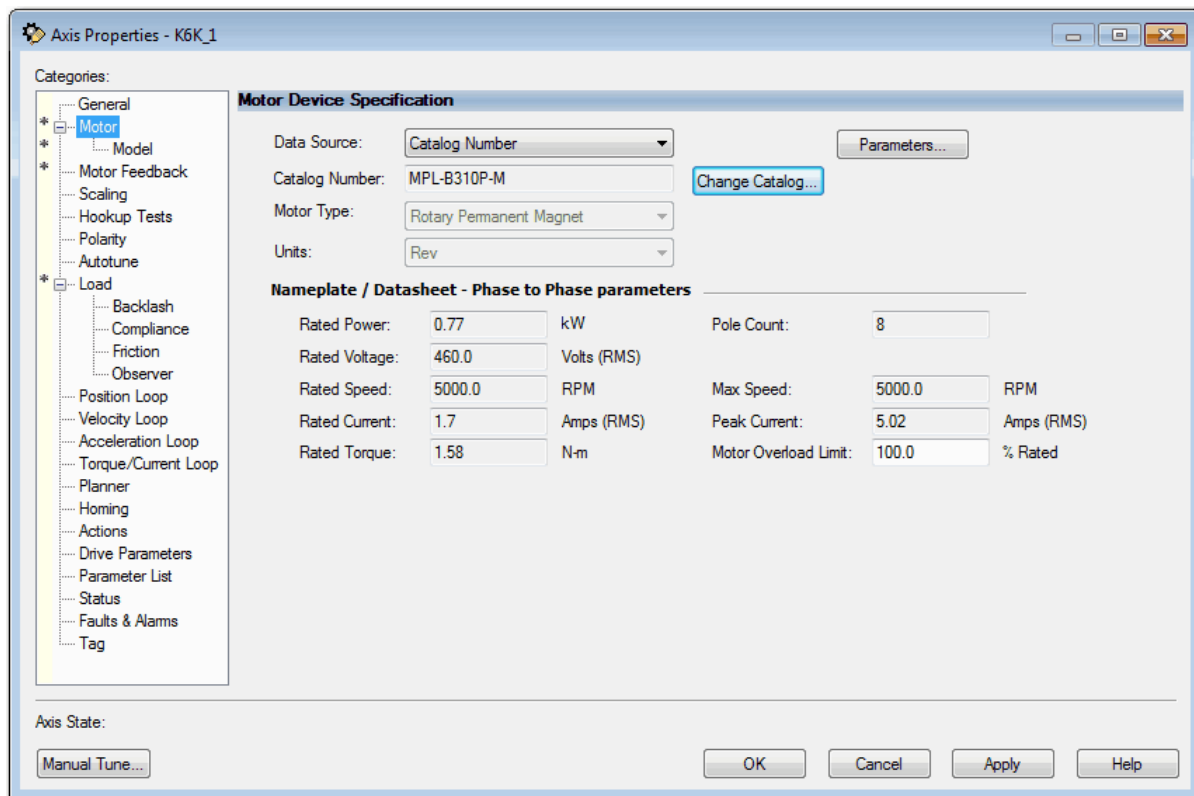 Axis Properties - K6K_1
Categories:
General
* Motor
* Model
* Motor Feedback
Scaling
Hookup Tests
Polarity
Autotune
* Load
Backlash
Compliance
Friction
Observer
Position Loop
Velocity Loop
Acceleration Loop
Torque/Current Loop
Planner
Homing
Actions
Drive Parameters
Parameter List
Status
Faults & Alarms
Tag
Motor Device Specification
Data Source: Catalog Number Parameters...
Catalog Number: MPL-B310P-M Change Catalog...
Motor Type: Rotary Permanent Magnet
Units: Rev
Nameplate / Datasheet - Phase to Phase parameters
Rated Power: 0.77 kW Pole Count: 8
Rated Voltage: 460.0 Volts (RMS)
Rated Speed: 5000.0 RPM Max Speed: 5000.0 RPM
Rated Current: 1.7 Amps (RMS) Peak Current: 5.02 Amps (RMS)
Rated Torque: 1.58 N-m Motor Overload Limit: 100.0 % Rated
Axis State:
Manual Tune... OK Cancel Apply Help